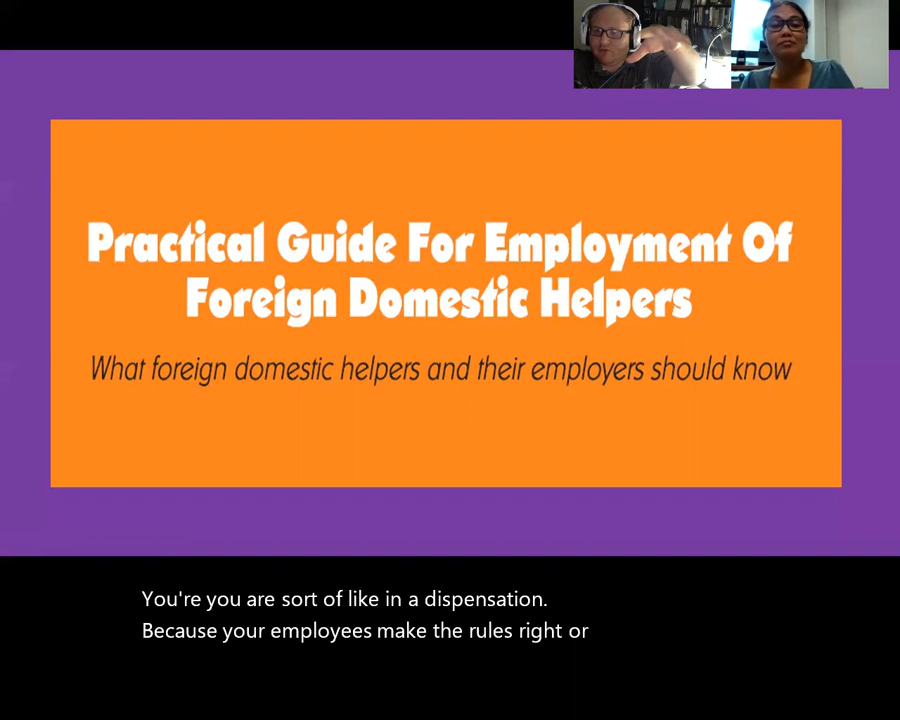 Practical Guide For Employment Of
Foreign Domestic Helpers
What foreign domestic helpers and their employers should know
You're you are sort of like in a dispensation.
Because your employees make the rules right or